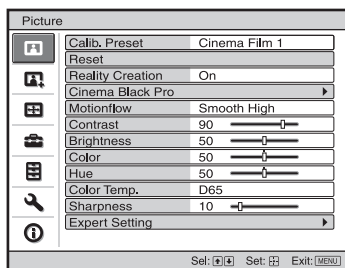 Picture
Calib. Preset Cinema Film 1
Reset
Reality Creation On
Cinema Black Pro
Motionflow Smooth High
Contrast 90
Brightness 50
Color 50
Hue 50
Color Temp. D65
Sharpness 10
Expert Setting
Sel: Set: Exit: MENU